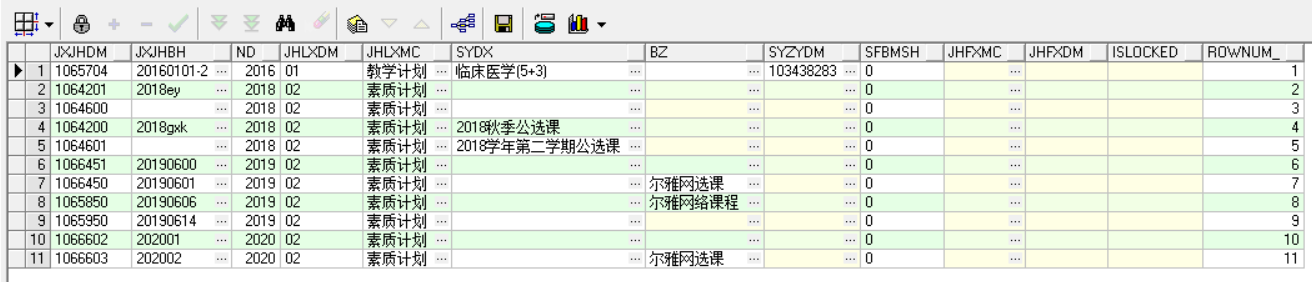 JXJHDM JXJHBH ND JHLXDM JHLXMC SYDX BZ SYZYDM SFBMSH JHFXMC JHFXDM ISLOCKED ROWNUM_
1 1065704 20160101-2 ... 2016 01 教学计划 ... 临床医学(5+3) ... ... 103438283 ... 0 ... 1
2 1064201 2018ey ... 2018 02 素质计划 ... ... ... ... 0 ... 2
3 1064600 ... 2018 02 素质计划 ... ... ... ... 0 ... 3
4 1064200 2018gxk ... 2018 02 素质计划 ... 2018秋季公选课 ... ... ... 0 ... 4
5 1064601 ... 2018 02 素质计划 ... 2018学年第二学期公选课 ... ... ... 0 ... 5
6 1066451 20190600 ... 2019 02 素质计划 ... ... ... ... 0 ... 6
7 1066450 20190601 ... 2019 02 素质计划 ... ... 尔雅网选课 ... ... 0 ... 7
8 1065850 20190606 ... 2019 02 素质计划 ... ... 尔雅网络课程 ... ... 0 ... 8
9 1065950 20190614 ... 2019 02 素质计划 ... ... ... ... 0 ... 9
10 1066602 202001 ... 2020 02 素质计划 ... ... ... ... 0 ... 10
11 1066603 202002 ... 2020 02 素质计划 ... ... 尔雅网选课 ... ... 0 ... 11